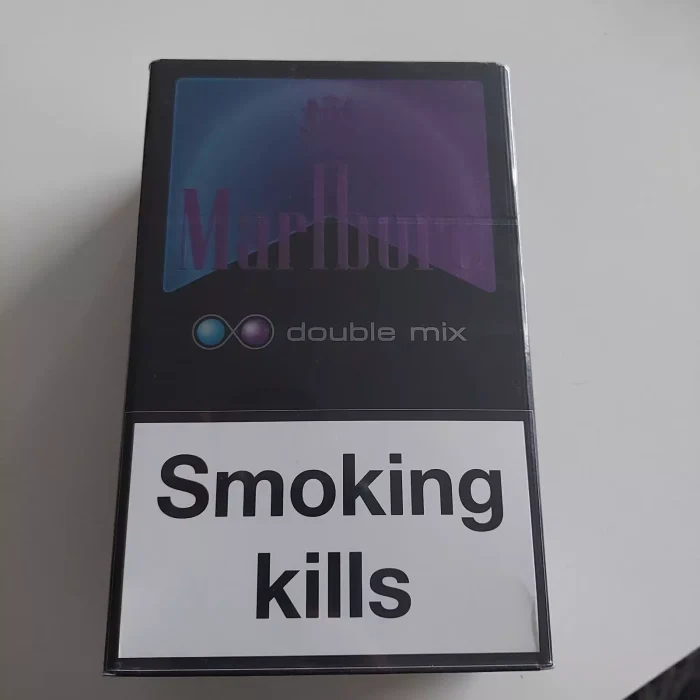 Marlboro
double mix
Smoking
kills